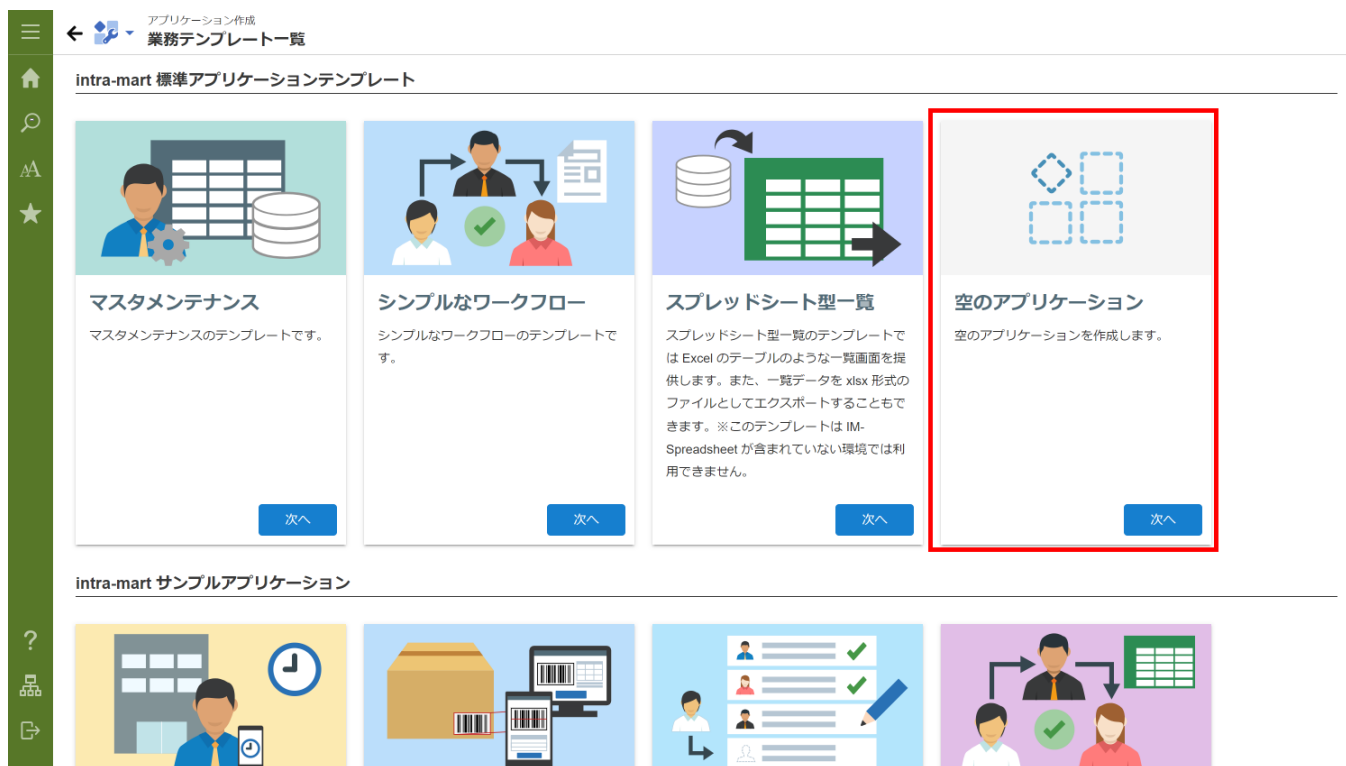 アプリケーション作成
業務テンプレート一覧
intra-mart 標準アプリケーションテンプレート
マスタメンテナンス
マスタメンテナンスのテンプレートです。
次へ
シンプルなワークフロー
シンプルなワークフローのテンプレートで
す。
次へ
スプレッドシート型一覧
スプレッドシート型一覧のテンプレートで
は Excel のテーブルのような一覧画面を提
供します。また、一覧データを xlsx 形式の
ファイルとしてエクスポートすることもで
きます。※このテンプレートは IM-
Spreadsheet が含まれていない環境では利
用できません。
次へ
空のアプリケーション
空のアプリケーションを作成します。
次へ
intra-mart サンプルアプリケーション